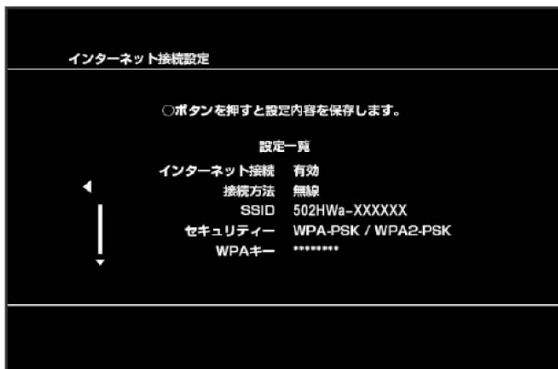 インターネット接続設定
○ボタンを押すと設定内容を保存します。
設定一覧
インターネット接続 有効
接続方法 無線
SSID 502HWa-XXXXXX
セキュリティー WPA-PSK / WPA2-PSK
WPAキー ********